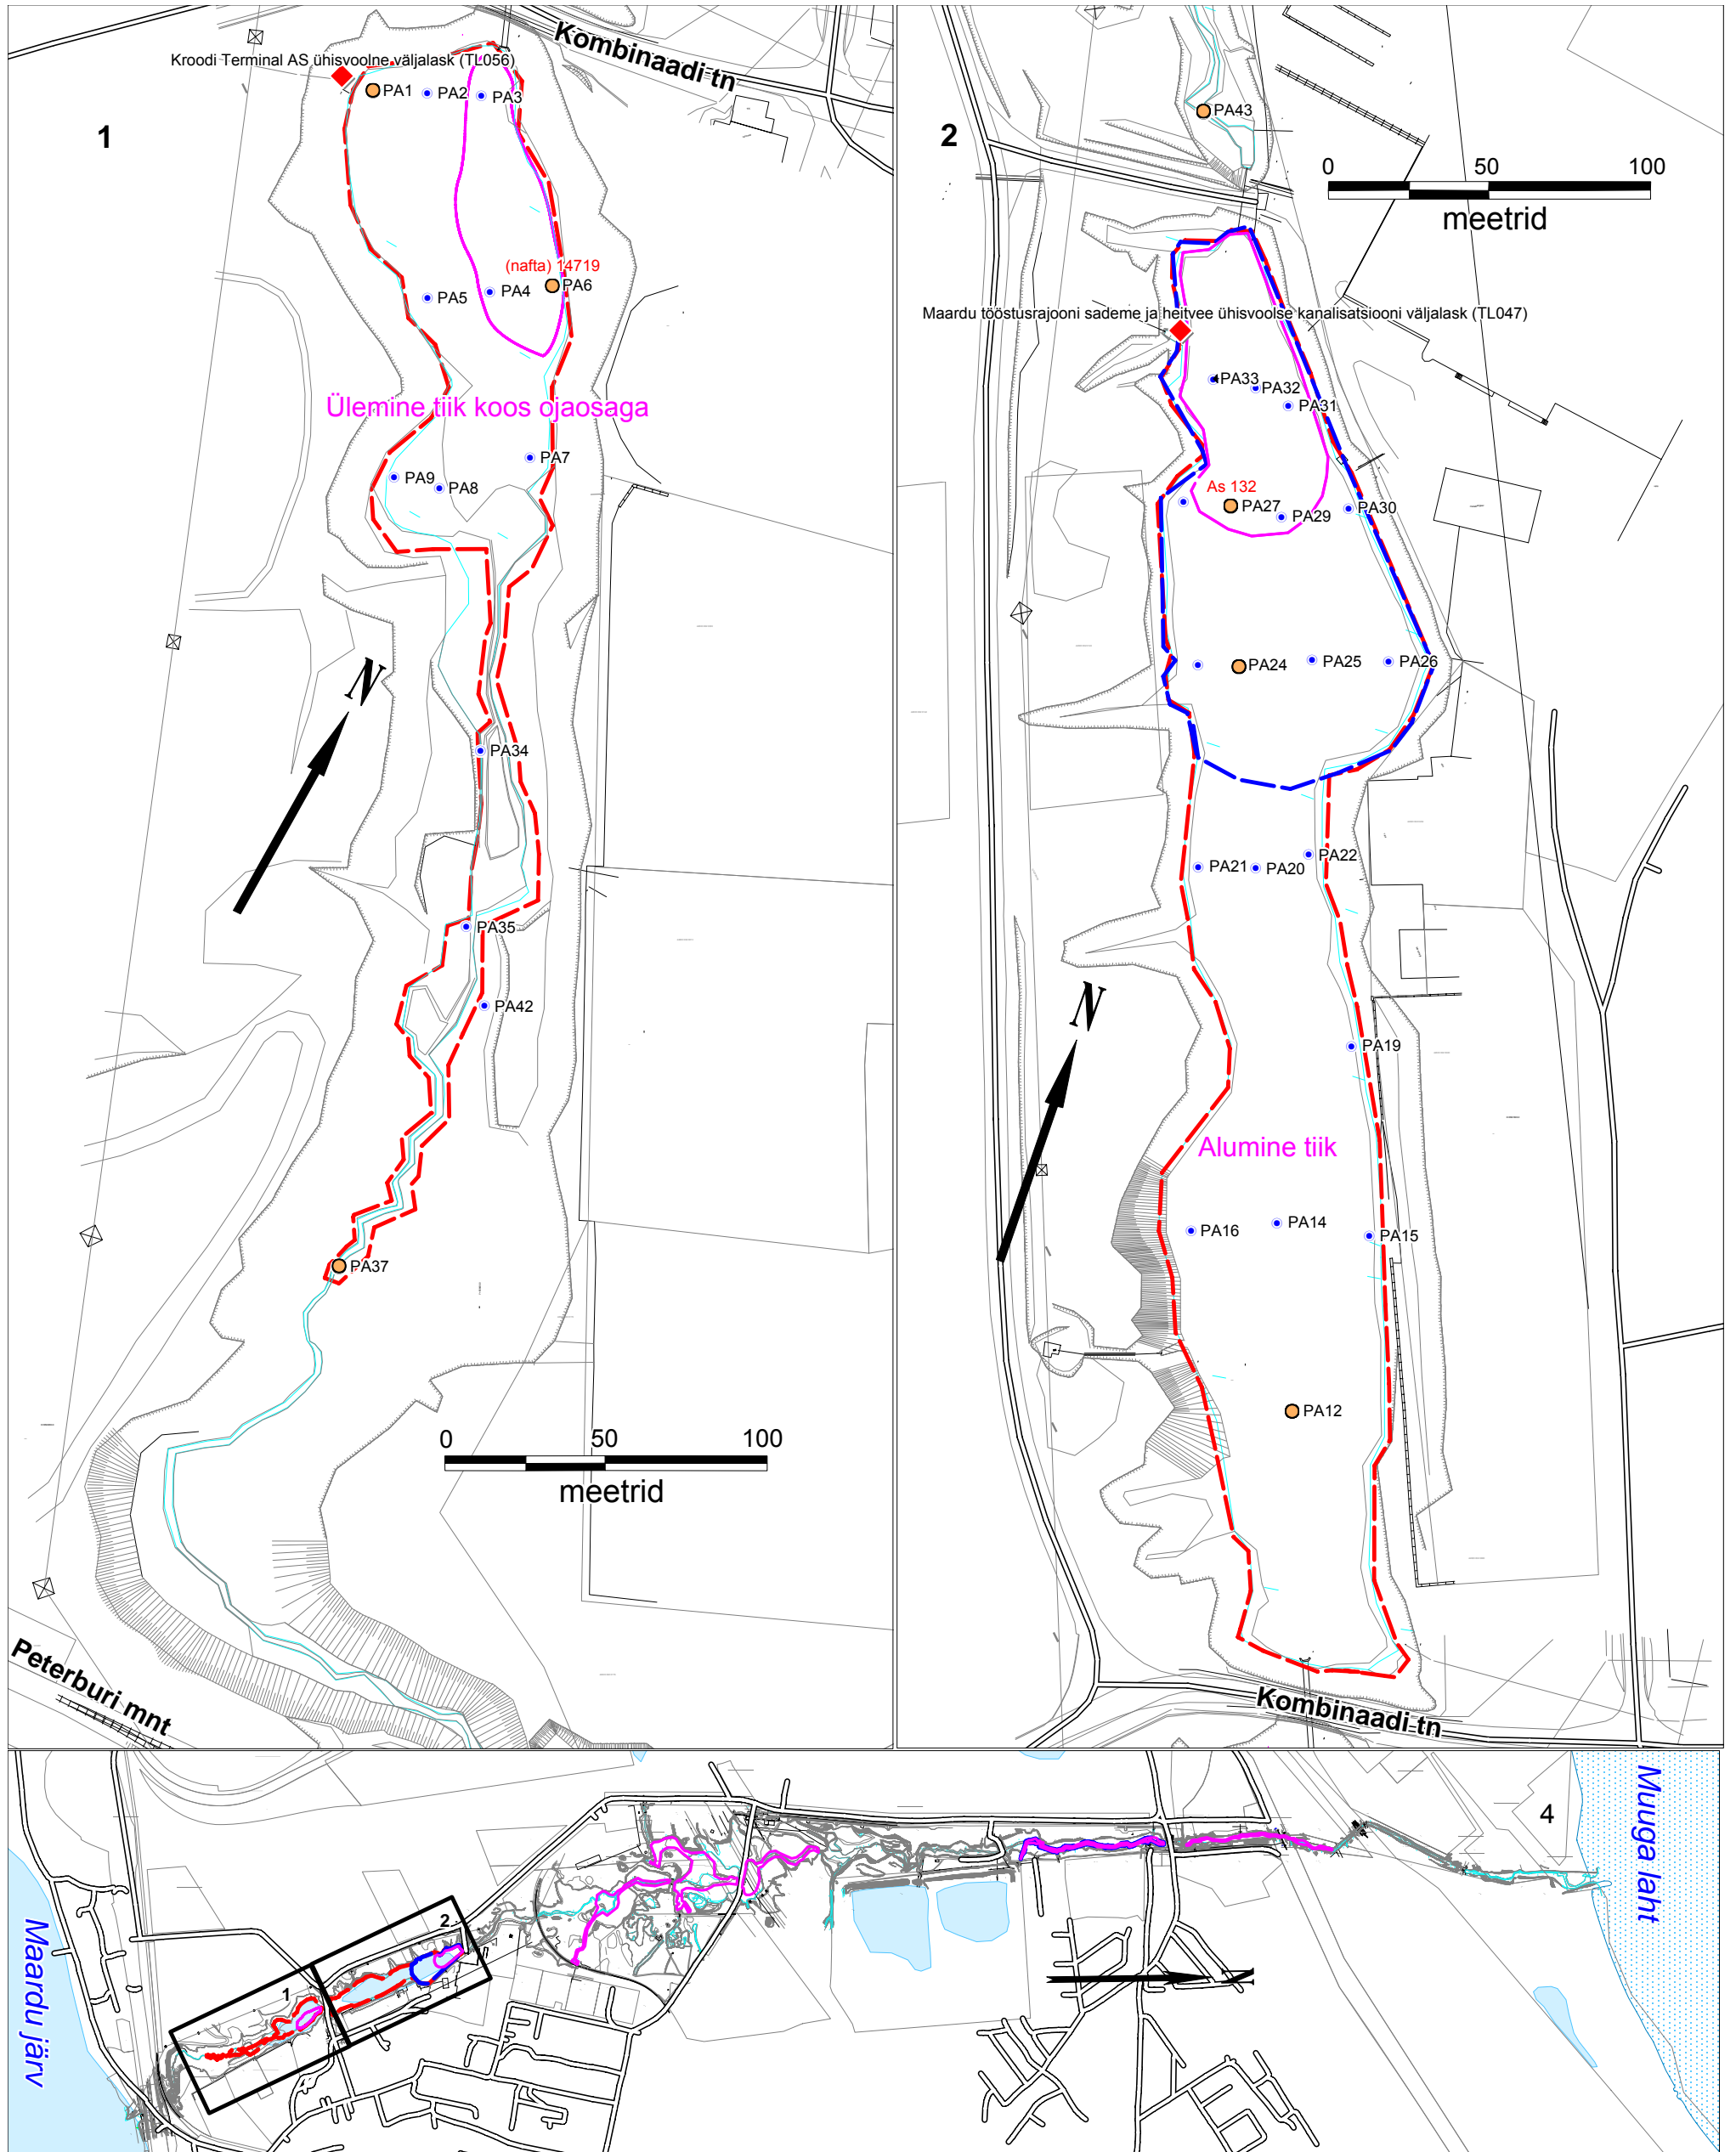 Kombinaadi tn
Kroodi Terminal AS ühisvoolne väljalask (TL056)
PA1
PA2
PA3
1
(nafta) 14719
PA6
PA5
PA4
Ülemine tiik koos ojaosaga
PA7
PA9
PA8
N
PA34
PA35
PA42
PA37
0 50 100
meetrid
Peterburi mnt
2
PA43
0 50 100
meetrid
Maardu tööstusrajooni sademe ja heitvee ühisvoolse kanalisatsiooni väljalask (TL047)
PA33
PA32
PA31
As 132
PA27
PA29
PA30
PA24
PA25
PA26
PA21
PA20
PA22
N
PA19
Alumine tiik
PA16
PA14
PA15
PA12
Kombinaadi tn
Maardu järv
1
2
4
Muuga laht